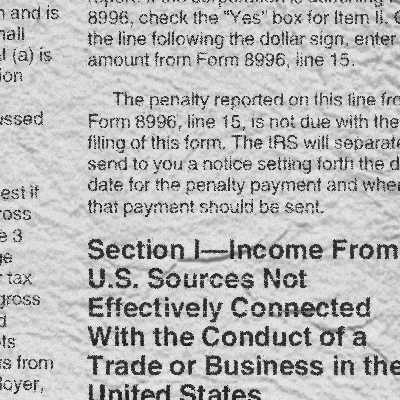 n and is
nall
l (a) is
ion
ussed
est if
ross
e 3
ge
r tax
gross
d
ots
rs from
loyer,
8996, check the "Yes" box for Item II. C
the line following the dollar sign, enter
amount from Form 8996, line 15.
The penalty reported on this line fro
Form 8996, line 15, is not due with the
filing of this form. The IRS will separate
send to you a notice setting forth the d
date for the penalty payment and wher
that payment should be sent.
Section I—Income From
U.S. Sources Not
Effectively Connected
With the Conduct of a
Trade or Business in the
United States